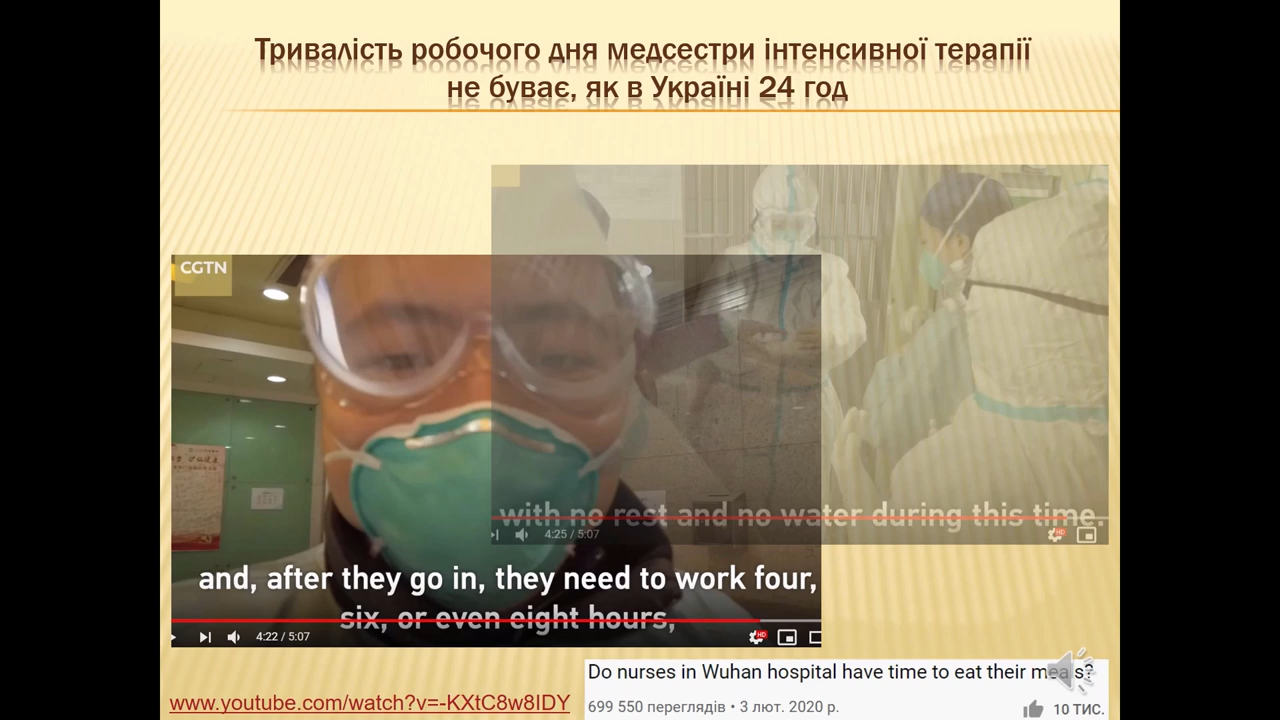 Тривалість робочого дня медсестри інтенсивної терапії
не буває, як в Україні 24 год
CGTN
with no rest and no water during this time.
4:25 / 5:07
HD
and, after they go in, they need to work four,
six, or even eight hours,
4:22 / 5:07
HD
www.youtube.com/watch?v=-KXtC8w8IDY
Do nurses in Wuhan hospital have time to eat their meals?
699 550 переглядів • 3 лют. 2020 р.
10 ТИС.